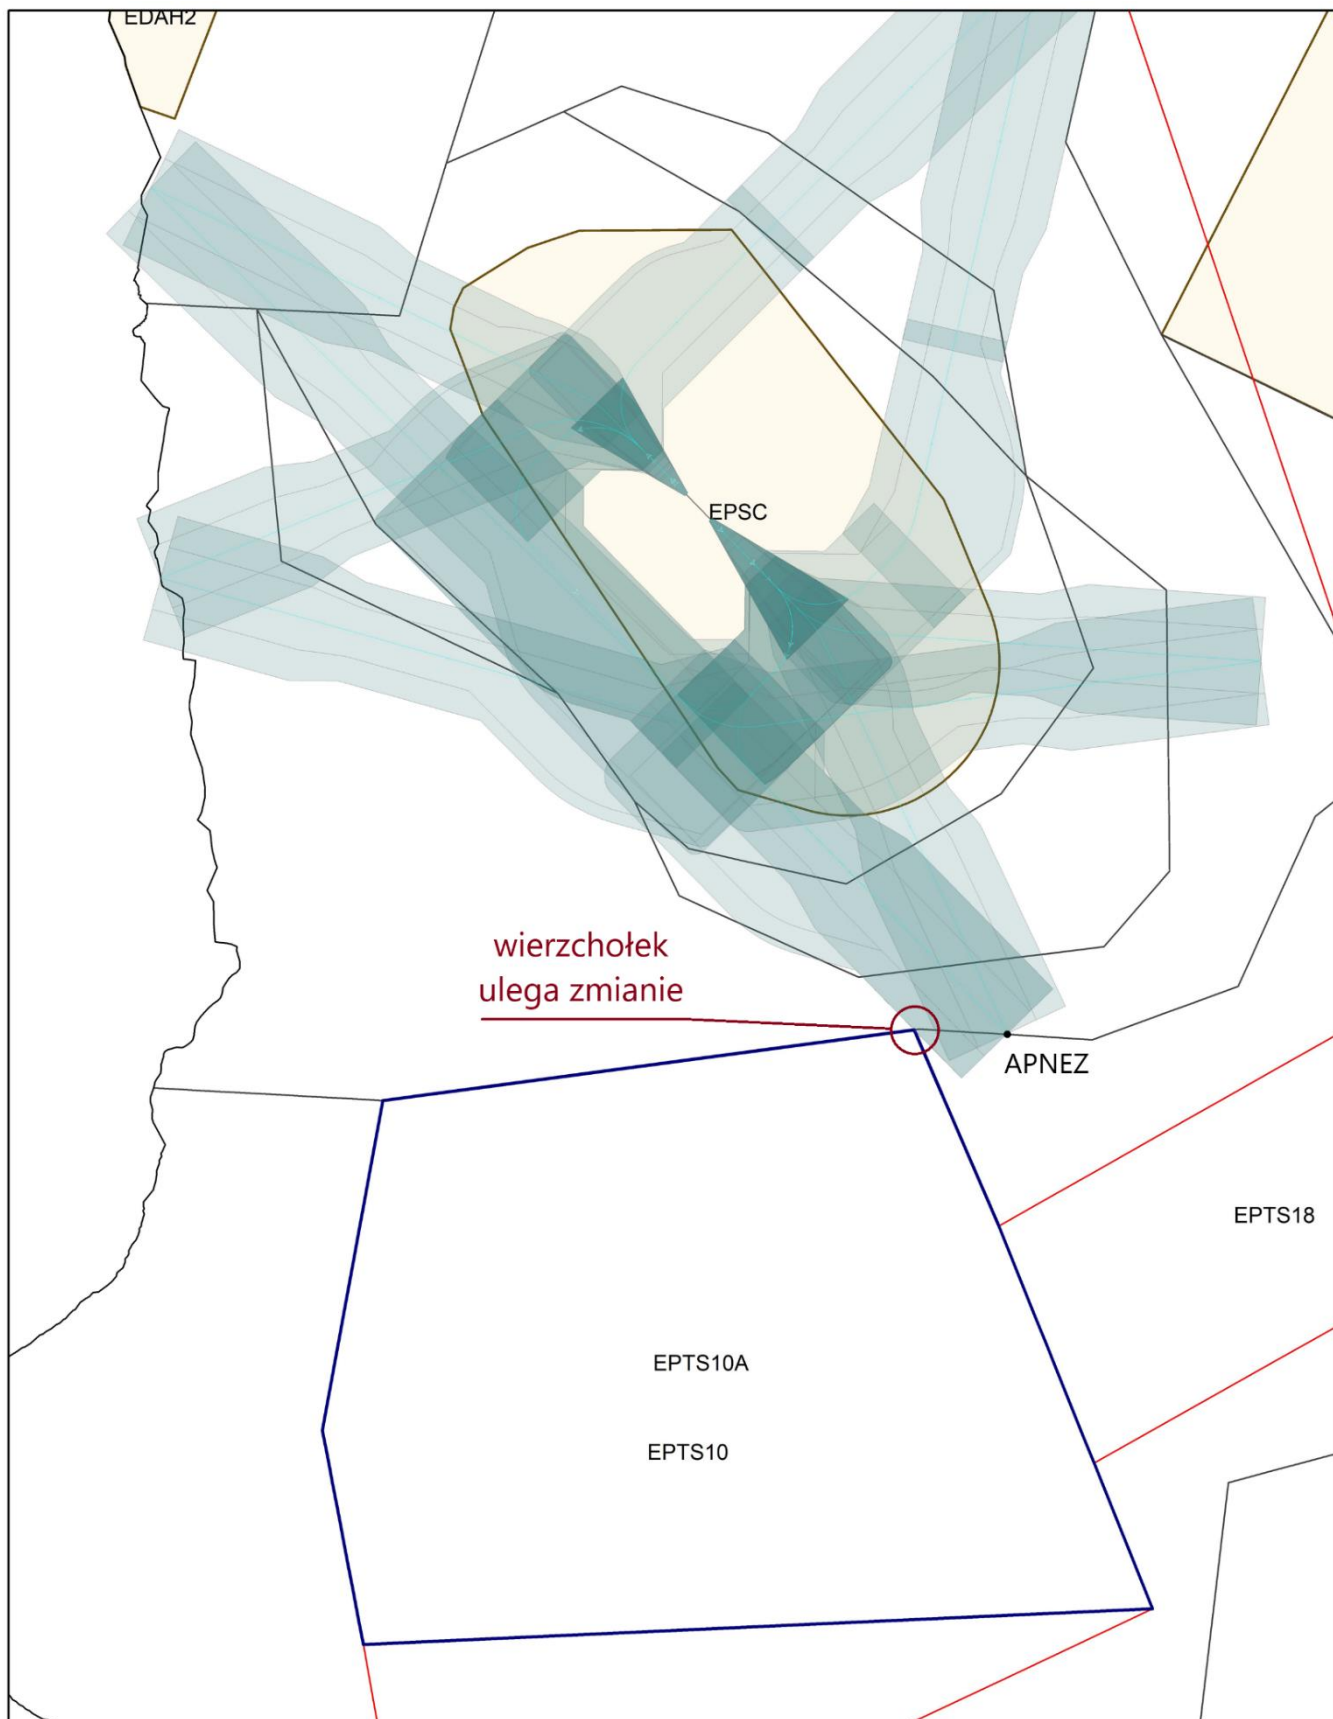 EDAH2
EPSC
wierzchołek
ulega zmianie
APNEZ
EPTS18
EPTS10A
EPTS10